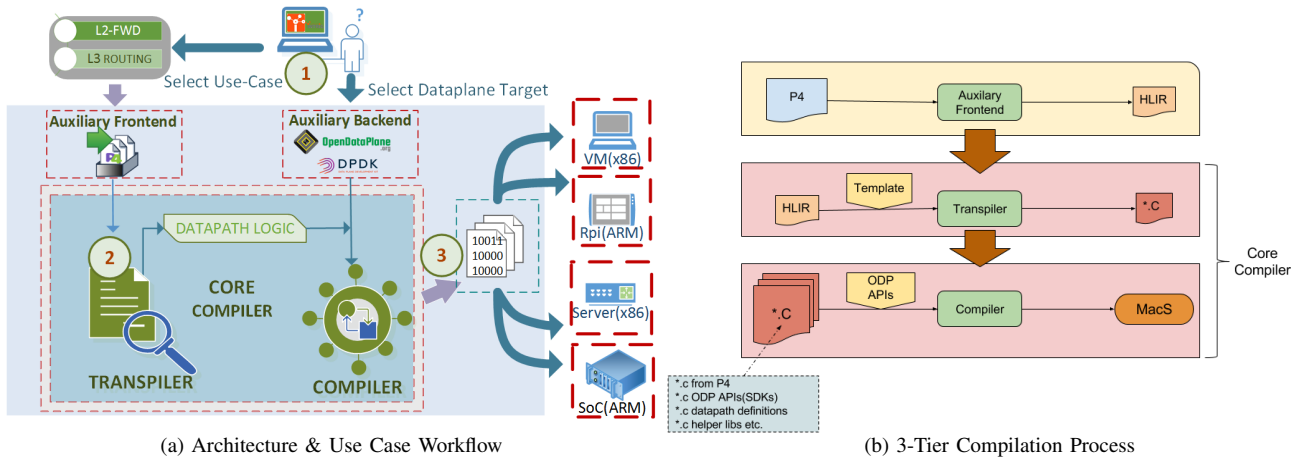 L2-FWD
L3 ROUTING
?
1
Select Use-Case
Select Dataplane Target
Auxiliary Frontend
P4
Auxiliary Backend
OpenDataPlane
.org
DPDK
DATAPATH LOGIC
2
CORE
COMPILER
TRANSPILER
COMPILER
3
10011
10000
10000
VM(x86)
Rpi(ARM)
Server(x86)
SoC(ARM)
(a) Architecture & Use Case Workflow
P4
Auxilary
Frontend
HLIR
HLIR
Template
Transpiler
*.C
Core
Compiler
*.C
ODP
APIs
Compiler
MacS
*.c from P4
*.c ODP APIs(SDKs)
*.c datapath definitions
*.c helper libs etc.
(b) 3-Tier Compilation Process